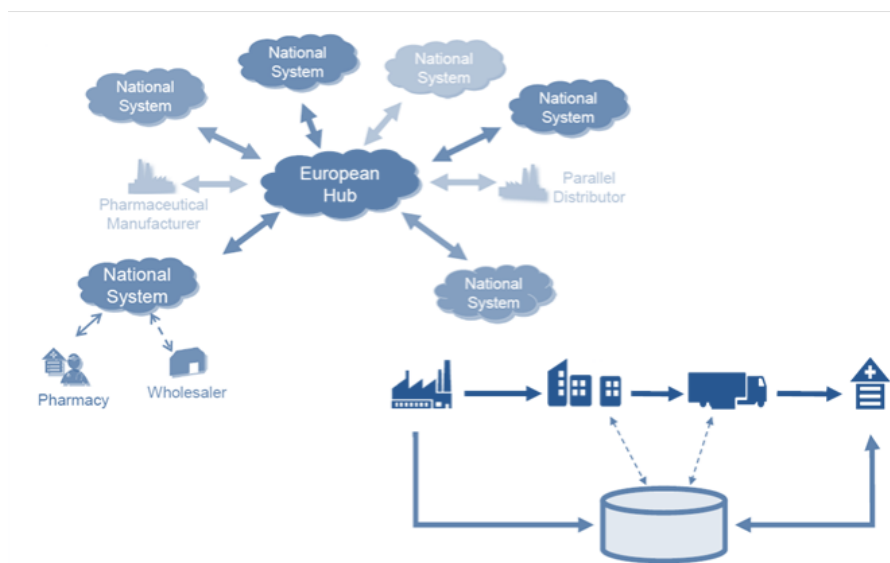 National
System
National
System
National
System
National
System
European
Hub
Pharmaceutical
Manufacturer
Parallel
Distributor
National
System
National
System
Pharmacy
Wholesaler